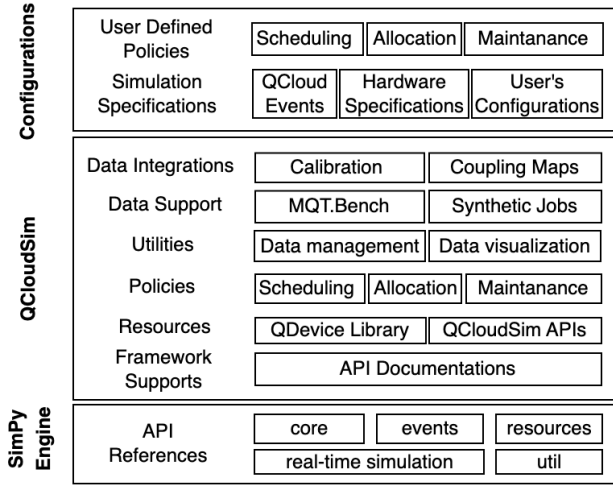 Configurations
User Defined
Policies
Scheduling Allocation Maintanance
Simulation
Specifications
QCloud
Events
Hardware
Specifications
User's
Configurations
QCloudSim
Data Integrations Calibration Coupling Maps
Data Support MQT.Bench Synthetic Jobs
Utilities Data management Data visualization
Policies Scheduling Allocation Maintanance
Resources QDevice Library QCloudSim APIs
Framework
Supports
API Documentations
SimPy
Engine
API
References
core events resources
real-time simulation util